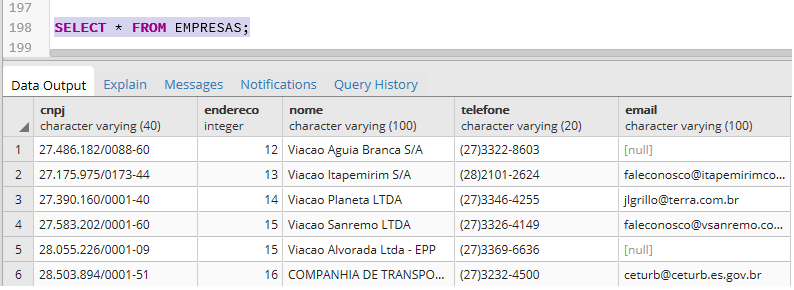 197
198 SELECT * FROM EMPRESAS;
199
Data Output Explain Messages Notifications Query History
cnpj endereco nome telefone email
character varying (40) integer character varying (100) character varying (20) character varying (100)
1 27.486.182/0088-60 12 Viacao Aguia Branca S/A (27)3322-8603 [null]
2 27.175.975/0173-44 13 Viacao Itapemirim S/A (28)2101-2624 faleconosco@itapemirimco...
3 27.390.160/0001-40 14 Viacao Planeta LTDA (27)3346-4255 jlgrillo@terra.com.br
4 27.583.202/0001-60 15 Viacao Sanremo LTDA (27)3326-4149 faleconosco@vsanremo.co...
5 28.055.226/0001-09 15 Viacao Alvorada Ltda - EPP (27)3369-6636 [null]
6 28.503.894/0001-51 16 COMPANHIA DE TRANSPO... (27)3232-4500 ceturb@ceturb.es.gov.br